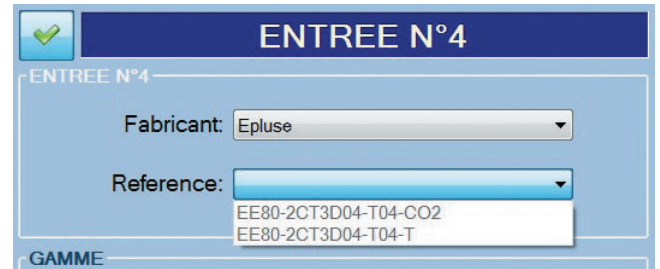 ENTREE N°4
ENTREE N°4
Fabricant: Epluse
Reference:
EE80-2CT3D04-T04-CO2
EE80-2CT3D04-T04-T
GAMME